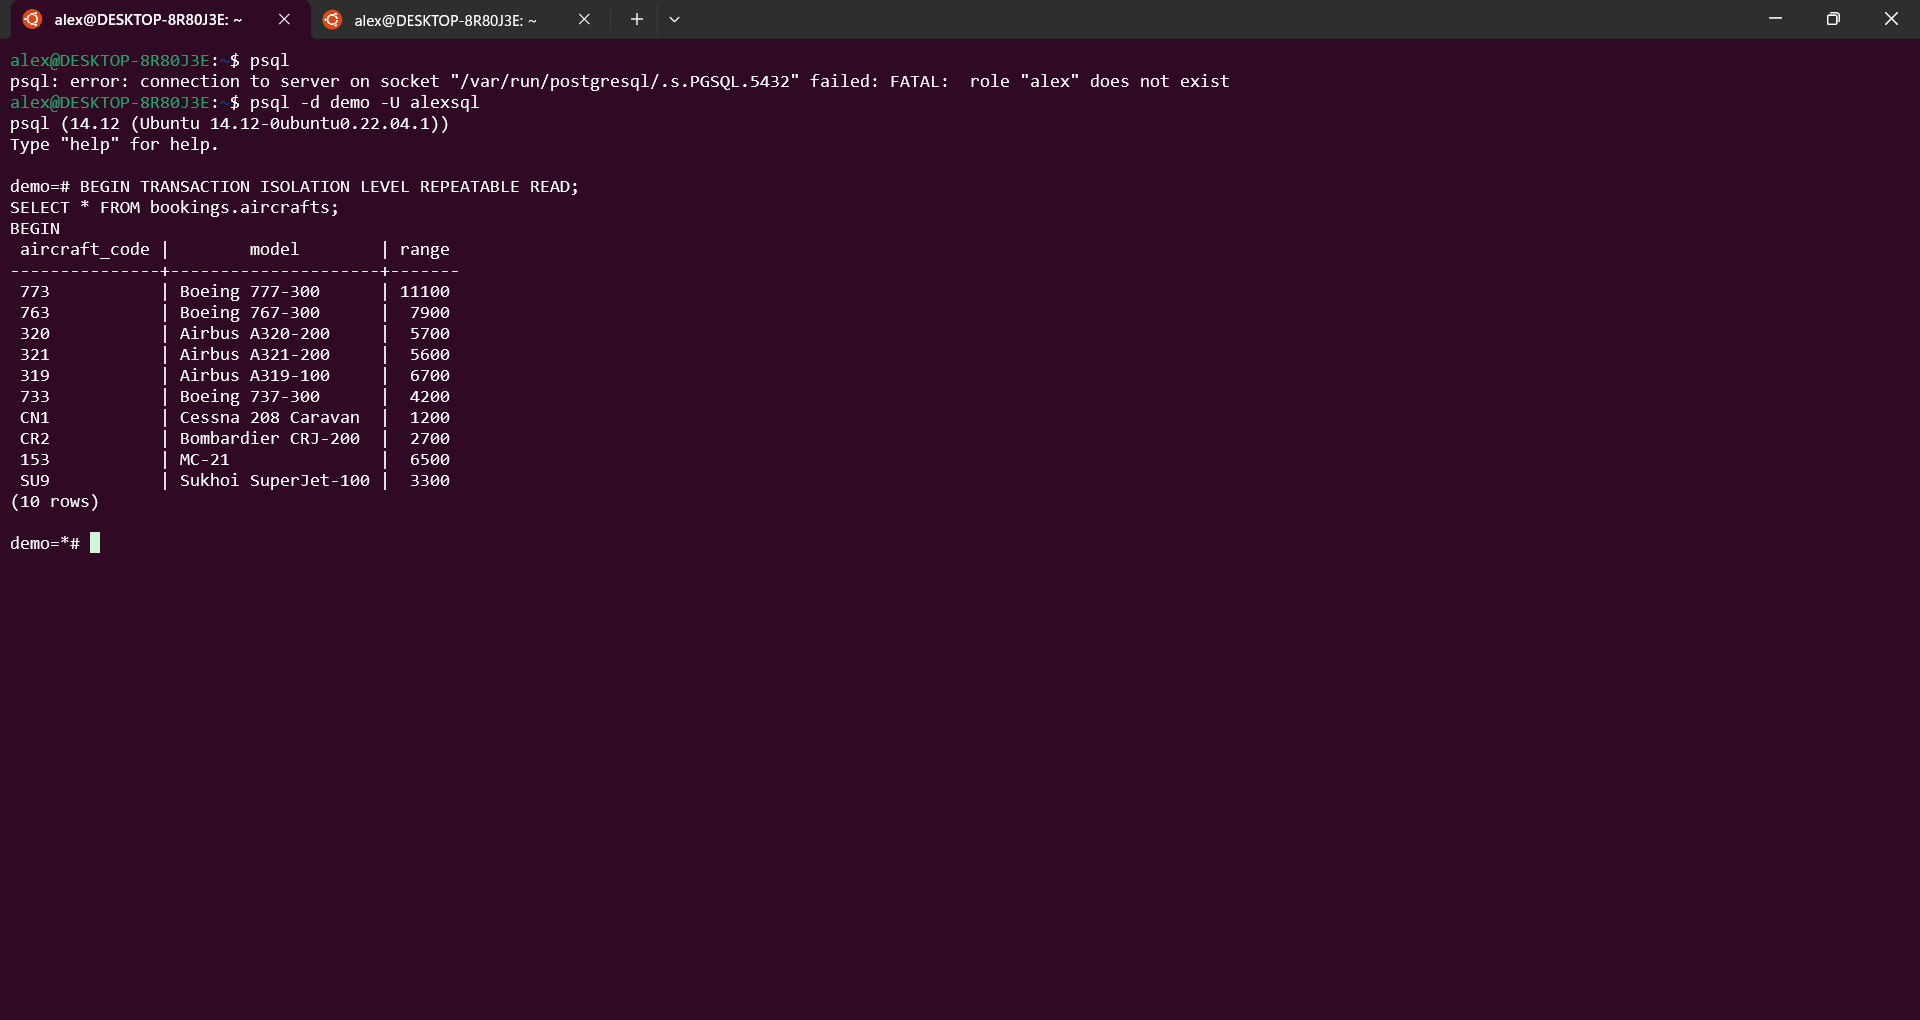 alex@DESKTOP-8R80J3E: ~
alex@DESKTOP-8R80J3E: ~
alex@DESKTOP-8R80J3E:~$ psql
psql: error: connection to server on socket "/var/run/postgresql/.s.PGSQL.5432" failed: FATAL:  role "alex" does not exist
alex@DESKTOP-8R80J3E:~$ psql -d demo -U alexsql
psql (14.12 (Ubuntu 14.12-0ubuntu0.22.04.1))
Type "help" for help.

demo=# BEGIN TRANSACTION ISOLATION LEVEL REPEATABLE READ;
SELECT * FROM bookings.aircrafts;
BEGIN
 aircraft_code |        model        | range
---------------+---------------------+-------
 773           | Boeing 777-300      | 11100
 763           | Boeing 767-300      |  7900
 320           | Airbus A320-200     |  5700
 321           | Airbus A321-200     |  5600
 319           | Airbus A319-100     |  6700
 733           | Boeing 737-300      |  4200
 CN1           | Cessna 208 Caravan  |  1200
 CR2           | Bombardier CRJ-200  |  2700
 153           | MC-21               |  6500
 SU9           | Sukhoi SuperJet-100 |  3300
(10 rows)

demo=*#